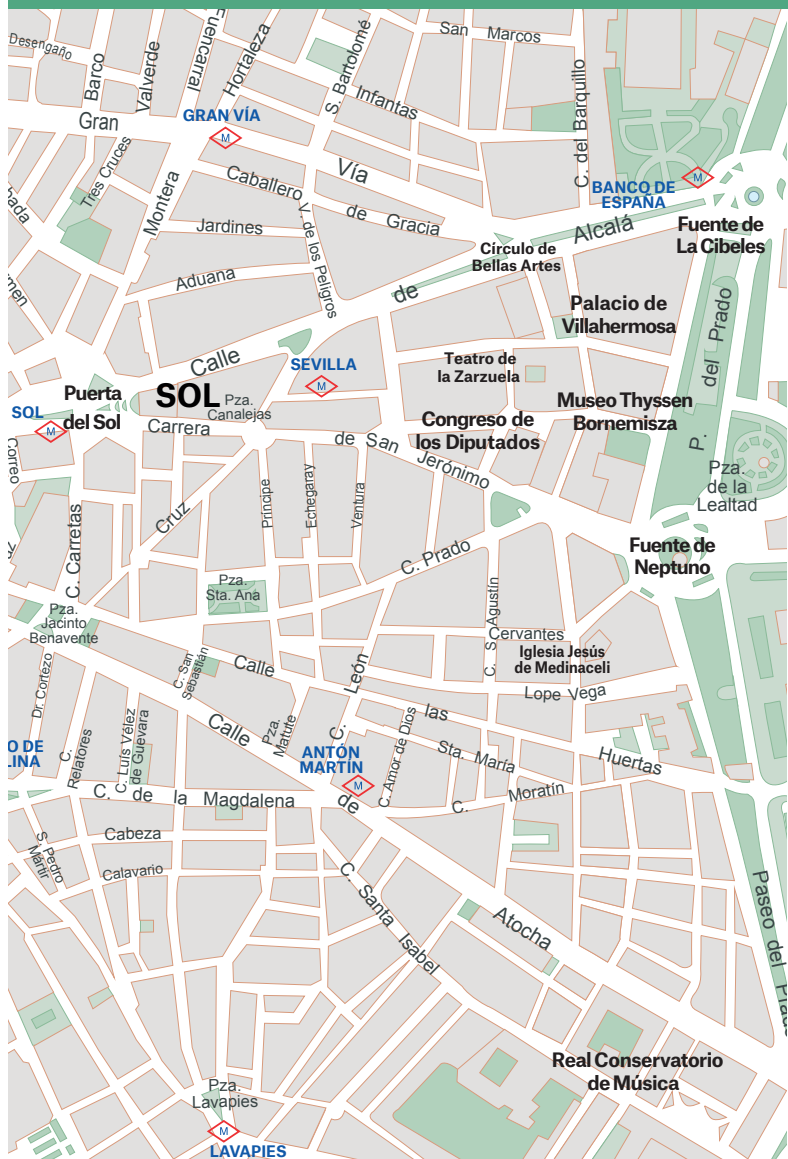 San Marcos
Desengaño
Barco
Valverde
Fuencarral
Hortaleza
S. Bartolomé
Infantas
C. del Barquillo
GRAN VÍA
M
Gran
Vía
Tres Cruces
Montera
Caballero
de Gracia
V. de los Peligros
Jardines
Aduana
BANCO DE
ESPAÑA
M
Alcalá
Fuente de
La Cibeles
Círculo de
Bellas Artes
de
Calle
Palacio de
Villahermosa
P. del Prado
SEVILLA
M
Teatro de
la Zarzuela
SOL
Pza.
Canalejas
Puerta
del Sol
SOL
M
Museo Thyssen
Bornemisza
Congreso de
los Diputados
Carrera
de San
Jerónimo
Correo
Pza.
de la
Lealtad
Príncipe
Echegaray
Ventura
Cruz
C. Carretas
C. Prado
Fuente de
Neptuno
Pza.
Sta. Ana
Pza.
Jacinto
Benavente
C. S. Agustín
Cervantes
Iglesia Jesús
de Medinaceli
Lope Vega
Calle
las
Huertas
C. San
Sebastián
C. León
Dr. Cortezo
C.
Relatores
C. Luís Vélez
de Guevara
Calle
Pza.
Matute
C. Amor de Dios
Sta. María
O DE
LINA
ANTÓN
MARTÍN
M
C. de la Magdalena
de
C. Moratín
Cabeza
S. Pedro
Mártir
Calavario
C. Santa Isabel
Atocha
Paseo del Prado
Real Conservatorio
de Música
Pza.
Lavapies
M
LAVAPIES